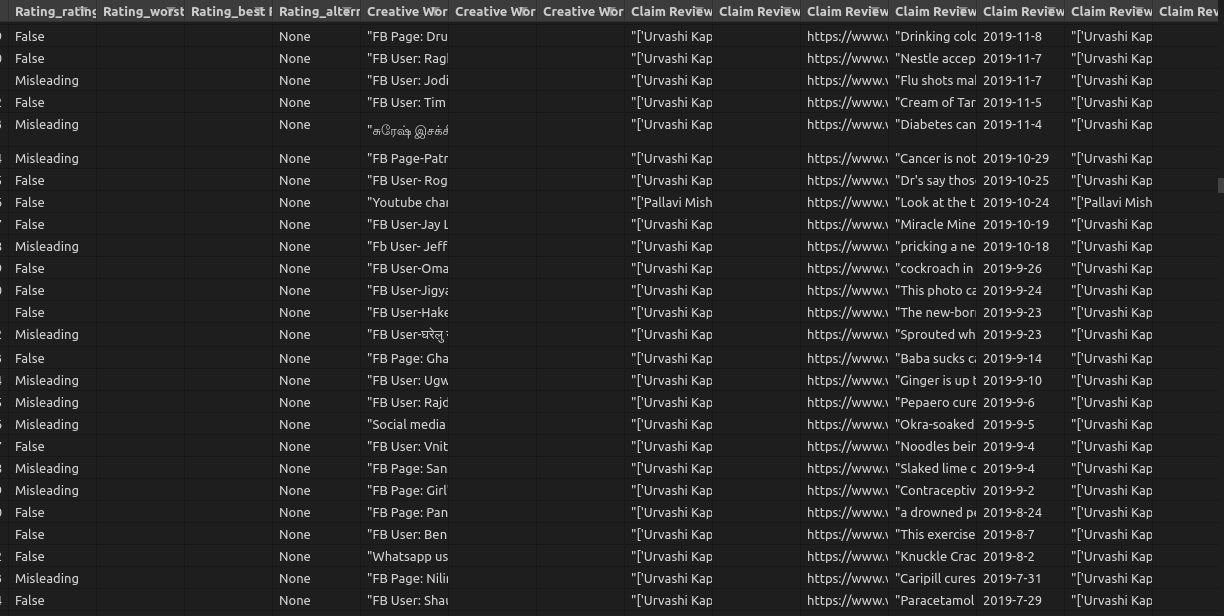 Rating_rating Rating_worst Rating_best Rating_altern Creative Wor Creative Wor Creative Wor Claim Review Claim Review Claim Review Claim Review Claim Review Claim Review Claim Rev
False None "FB Page: Dru "['Urvashi Kap https://www.v "Drinking cold 2019-11-8 "['Urvashi Kap
False None "FB User: Ragh "['Urvashi Kap https://www.v "Nestle accep 2019-11-7 "['Urvashi Kap
Misleading None "FB User: Jodi "['Urvashi Kap https://www.v "Flu shots mal 2019-11-7 "['Urvashi Kap
False None "FB User: Tim "['Urvashi Kap https://www.v "Cream of Tar 2019-11-5 "['Urvashi Kap
Misleading None "சுரேஷ் இசக்கி "['Urvashi Kap https://www.v "Diabetes can 2019-11-4 "['Urvashi Kap
Misleading None "FB Page-Patr "['Urvashi Kap https://www.v "Cancer is not 2019-10-29 "['Urvashi Kap
False None "FB User- Rog "['Urvashi Kap https://www.v "Dr's say those 2019-10-25 "['Urvashi Kap
False None "Youtube chan "['Pallavi Mish https://www.v "Look at the t 2019-10-24 "['Pallavi Mish
False None "FB User-Jay L "['Urvashi Kap https://www.v "Miracle Mine 2019-10-19 "['Urvashi Kap
Misleading None "Fb User- Jeff "['Urvashi Kap https://www.v "pricking a ne 2019-10-18 "['Urvashi Kap
False None "FB User-Oma "['Urvashi Kap https://www.v "cockroach in 2019-9-26 "['Urvashi Kap
False None "FB User-Jigya "['Urvashi Kap https://www.v "This photo ca 2019-9-24 "['Urvashi Kap
False None "FB User-Hake "['Urvashi Kap https://www.v "The new-bor 2019-9-23 "['Urvashi Kap
Misleading None "FB User-घरेलु "['Urvashi Kap https://www.v "Sprouted wh 2019-9-23 "['Urvashi Kap
False None "FB Page: Gha "['Urvashi Kap https://www.v "Baba sucks ca 2019-9-14 "['Urvashi Kap
Misleading None "FB User: Ugw "['Urvashi Kap https://www.v "Ginger is up t 2019-9-10 "['Urvashi Kap
Misleading None "FB User: Rajd "['Urvashi Kap https://www.v "Pepaero cure 2019-9-6 "['Urvashi Kap
Misleading None "Social media "['Urvashi Kap https://www.v "Okra-soaked 2019-9-5 "['Urvashi Kap
False None "FB User: Vnit "['Urvashi Kap https://www.v "Noodles bein 2019-9-4 "['Urvashi Kap
Misleading None "FB Page: San "['Urvashi Kap https://www.v "Slaked lime c 2019-9-4 "['Urvashi Kap
Misleading None "FB Page: Girl' "['Urvashi Kap https://www.v "Contraceptiv 2019-9-2 "['Urvashi Kap
False None "FB Page: Pan "['Urvashi Kap https://www.v "a drowned pe 2019-8-24 "['Urvashi Kap
False None "FB User: Ben "['Urvashi Kap https://www.v "This exercise 2019-8-7 "['Urvashi Kap
False None "Whatsapp us "['Urvashi Kap https://www.v "Knuckle Crac 2019-8-2 "['Urvashi Kap
Misleading None "FB Page: Nilin "['Urvashi Kap https://www.v "Caripill cures 2019-7-31 "['Urvashi Kap
False None "FB User: Shau "['Urvashi Kap https://www.v "Paracetamol 2019-7-29 "['Urvashi Kap